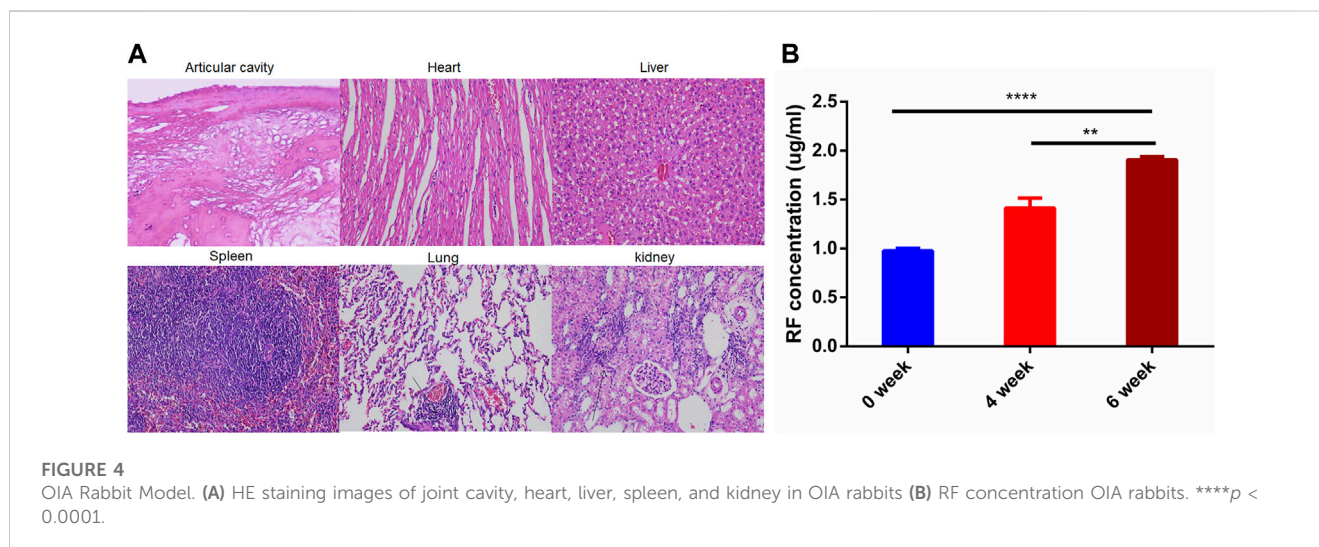 A
Articular cavity
Heart
Liver
Spleen
Lung
kidney
B
RF concentration (ug/ml)
2.5
2.0
1.5
1.0
0.5
0.0
****
**
0 week
4 week
6 week
FIGURE 4
OIA Rabbit Model. (A) HE staining images of joint cavity, heart, liver, spleen, and kidney in OIA rabbits (B) RF concentration OIA rabbits. ****p <
0.0001.